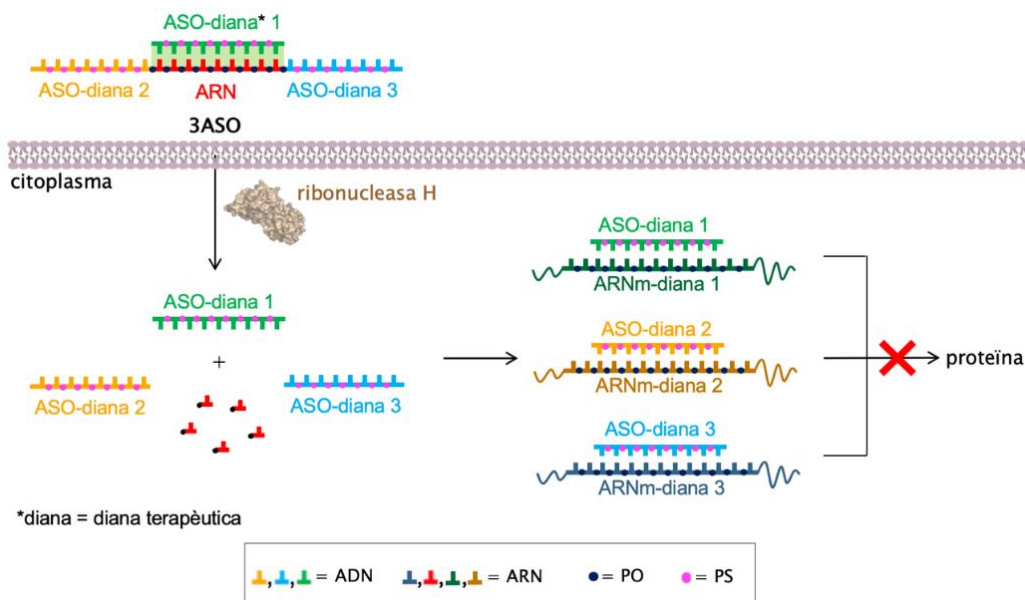 ASO-diana* 1
ASO-diana 2 ARN ASO-diana 3
3ASO
citoplasma
ribonucleasa H
ASO-diana 1
+
ASO-diana 2 ASO-diana 3
ASO-diana 1
ARNm-diana 1
ASO-diana 2
ARNm-diana 2
ASO-diana 3
ARNm-diana 3
proteïna
*diana = diana terapèutica
, , = ADN , , , = ARN = PO = PS